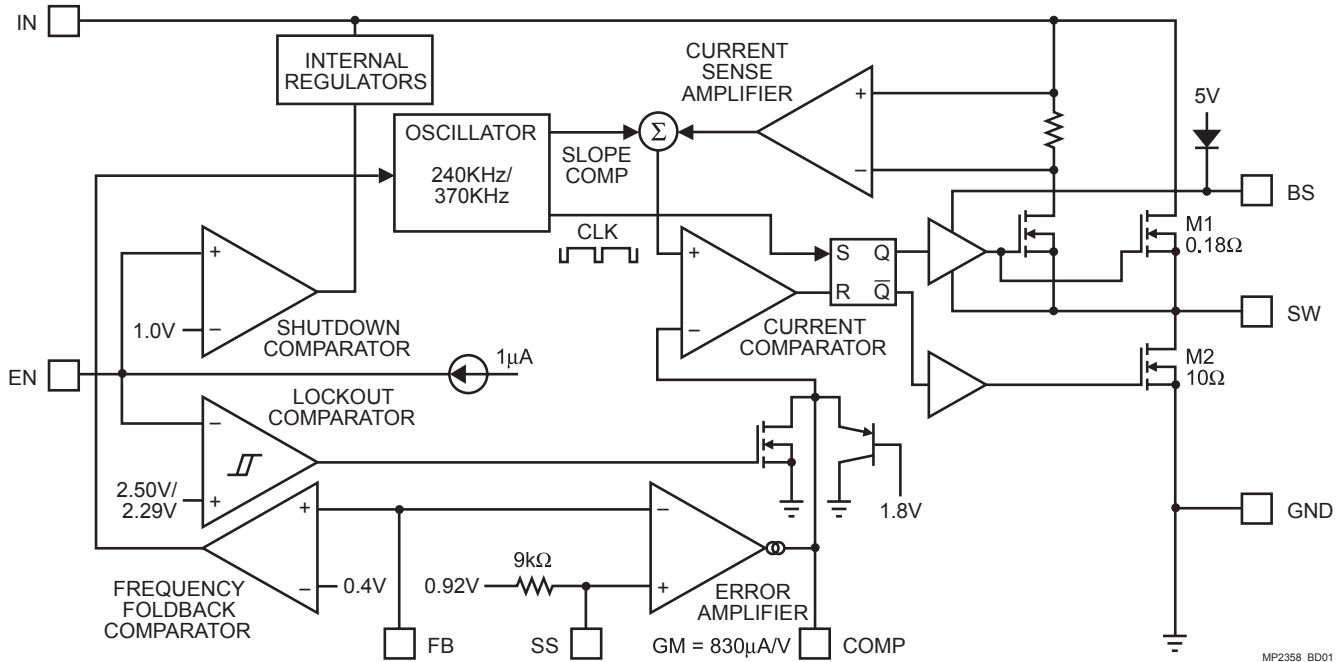 IN
INTERNAL
REGULATORS
CURRENT
SENSE
AMPLIFIER
+
–
5V
OSCILLATOR
240KHz/
370KHz
Σ
SLOPE
COMP
BS
CLK
M1
0.18Ω
+
–
1.0V
SHUTDOWN
COMPARATOR
+
–
S Q
R Q̅
CURRENT
COMPARATOR
SW
EN
1μA
M2
10Ω
LOCKOUT
COMPARATOR
–
+
2.50V/
2.29V
1.8V
GND
+
–
0.4V
FREQUENCY
FOLDBACK
COMPARATOR
9kΩ
0.92V
–
+
ERROR
AMPLIFIER
FB
SS
GM = 830μA/V
COMP
MP2358_BD01